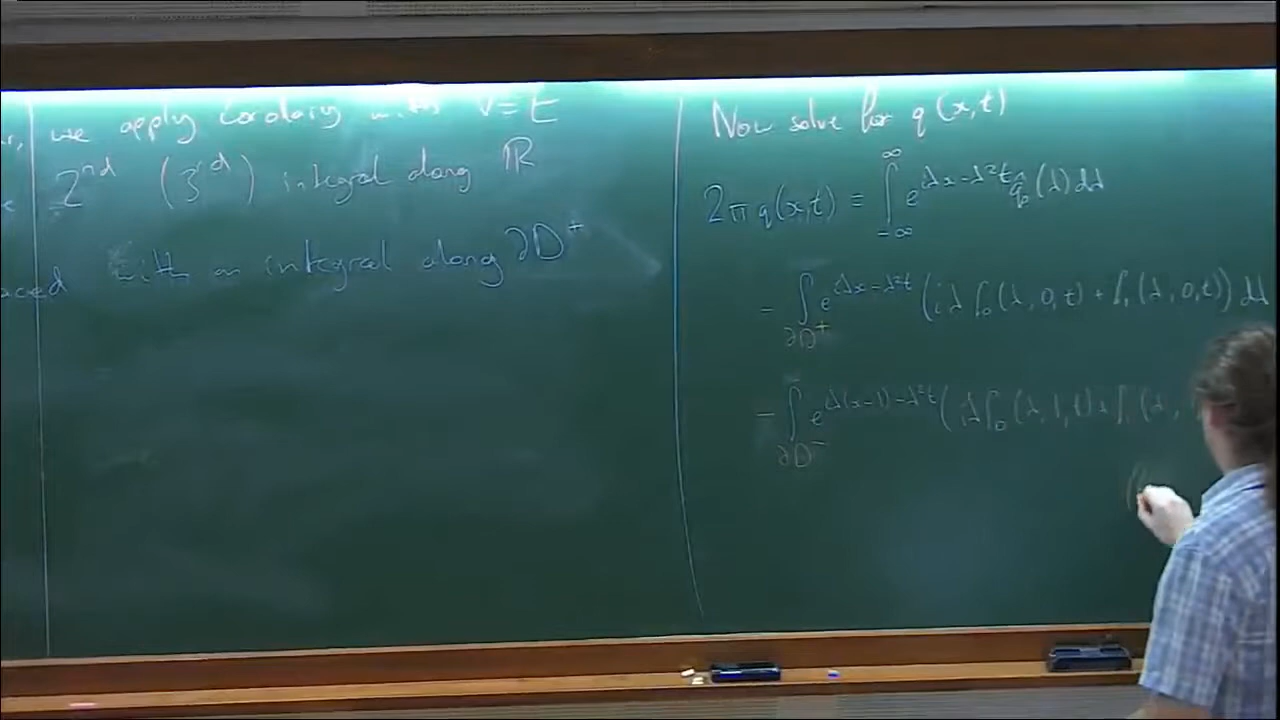 we apply Corollary with v = t
2nd (3rd) integral along ℝ
with an integral along ∂D⁺
Now solve for q(x,t)
2π q(x,t) = ∫_{-∞}^{∞} e^{iλx-λ²t} q̂₀(λ) dλ
- ∫_{∂D⁺} e^{iλx-λ²t} (iλ f₀(λ,0,t) + f₁(λ,0,t)) dλ
- ∫_{∂D⁻} e^{iλ(x-1)-λ²t} (iλ f₀(λ,1,t) + f₁(λ,